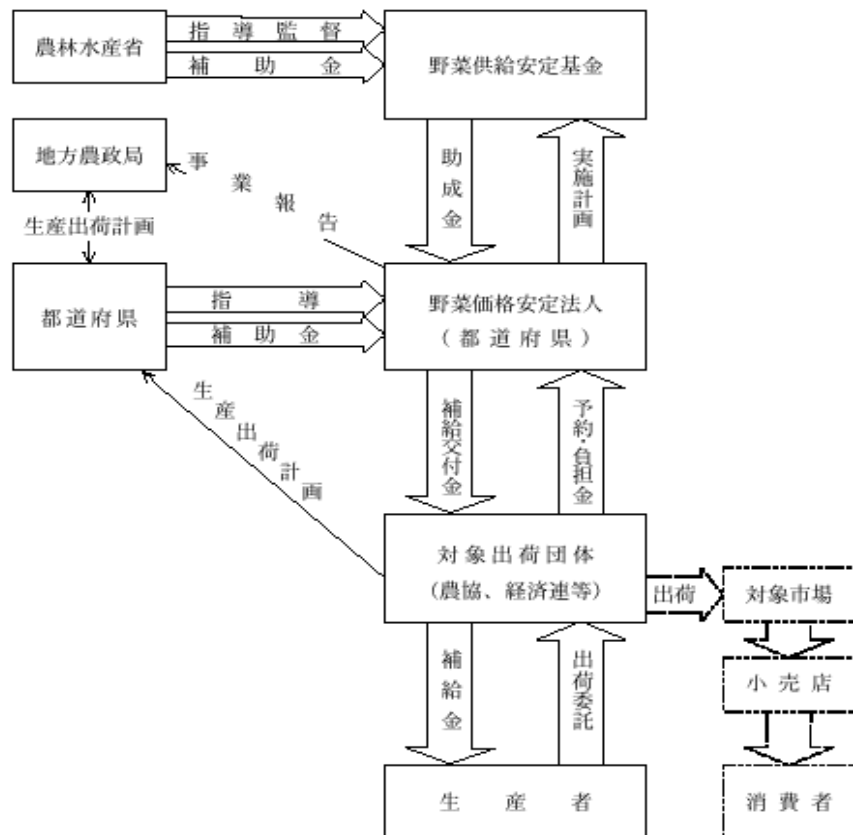 農林水産省
指導監督
補助金
野菜供給安定基金
地方農政局
事業報告
助成金
実施計画
生産出荷計画
都道府県
指導
補助金
野菜価格安定法人
(都道府県)
生産出荷計画
補給交付金
予約・負担金
対象出荷団体
(農協、経済連等)
出荷
対象市場
補給金
出荷委託
小売店
生産者
消費者